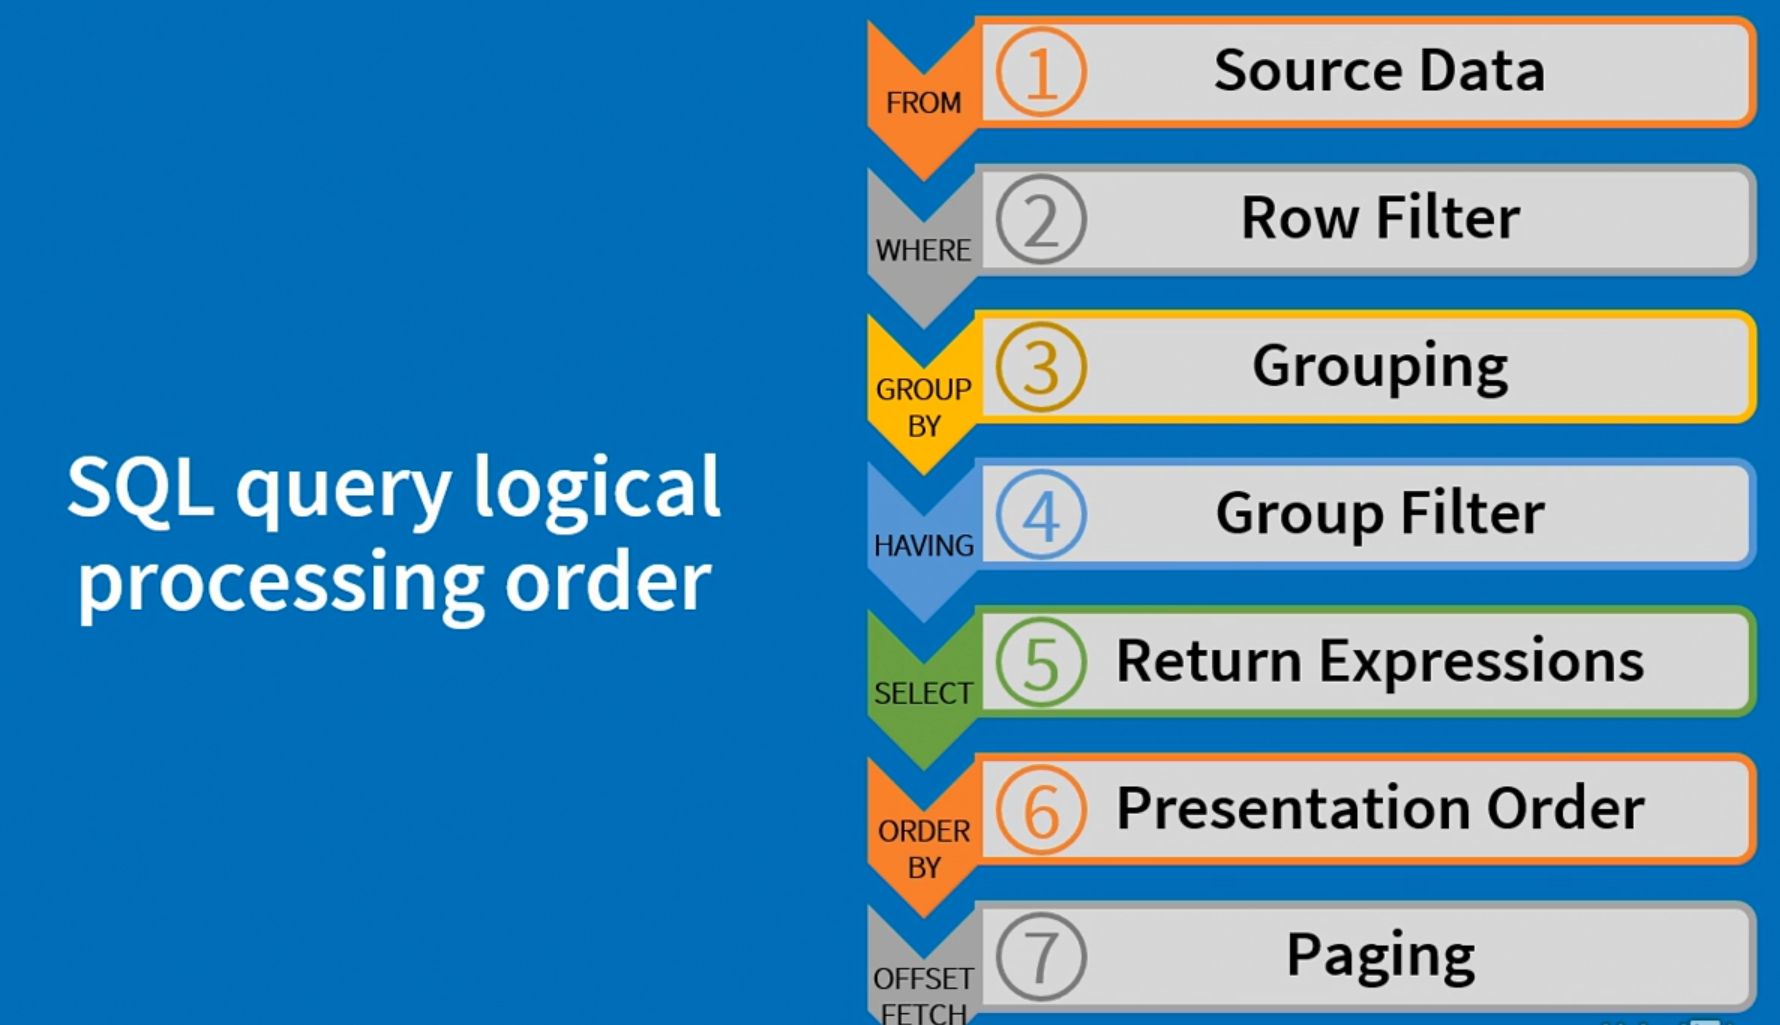 SQL query logical
processing order
FROM
1
Source Data
WHERE
2
Row Filter
GROUP
BY
3
Grouping
HAVING
4
Group Filter
SELECT
5
Return Expressions
ORDER
BY
6
Presentation Order
OFFSET
FETCH
7
Paging